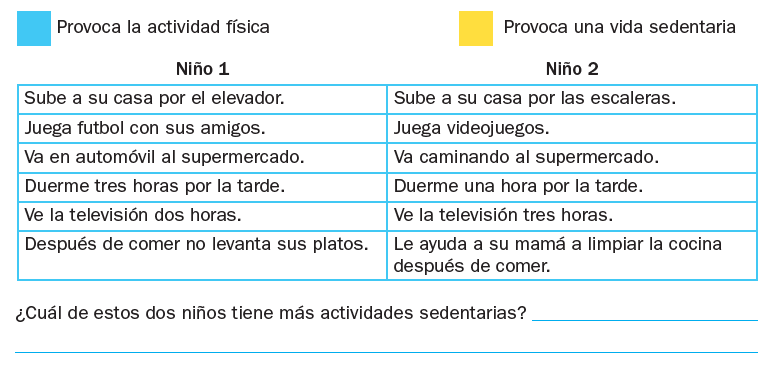 Provoca la actividad física
Provoca una vida sedentaria
Niño 1
Niño 2
Sube a su casa por el elevador.
Sube a su casa por las escaleras.
Juega futbol con sus amigos.
Juega videojuegos.
Va en automóvil al supermercado.
Va caminando al supermercado.
Duerme tres horas por la tarde.
Duerme una hora por la tarde.
Ve la televisión dos horas.
Ve la televisión tres horas.
Después de comer no levanta sus platos.
Le ayuda a su mamá a limpiar la cocina
después de comer.
¿Cuál de estos dos niños tiene más actividades sedentarias?